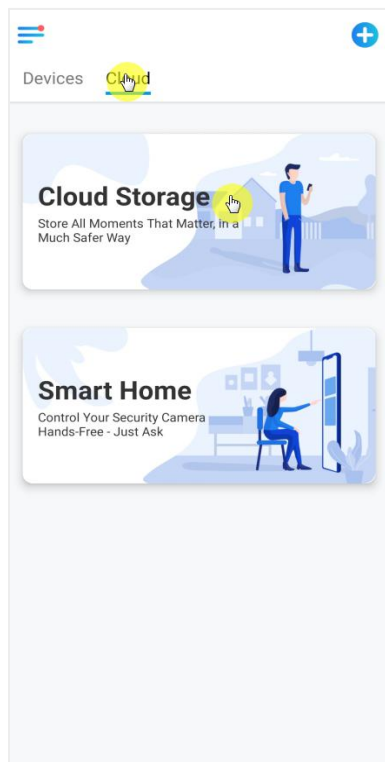 Devices Cloud
Cloud Storage
Store All Moments That Matter, in a
Much Safer Way
Smart Home
Control Your Security Camera
Hands-Free - Just Ask